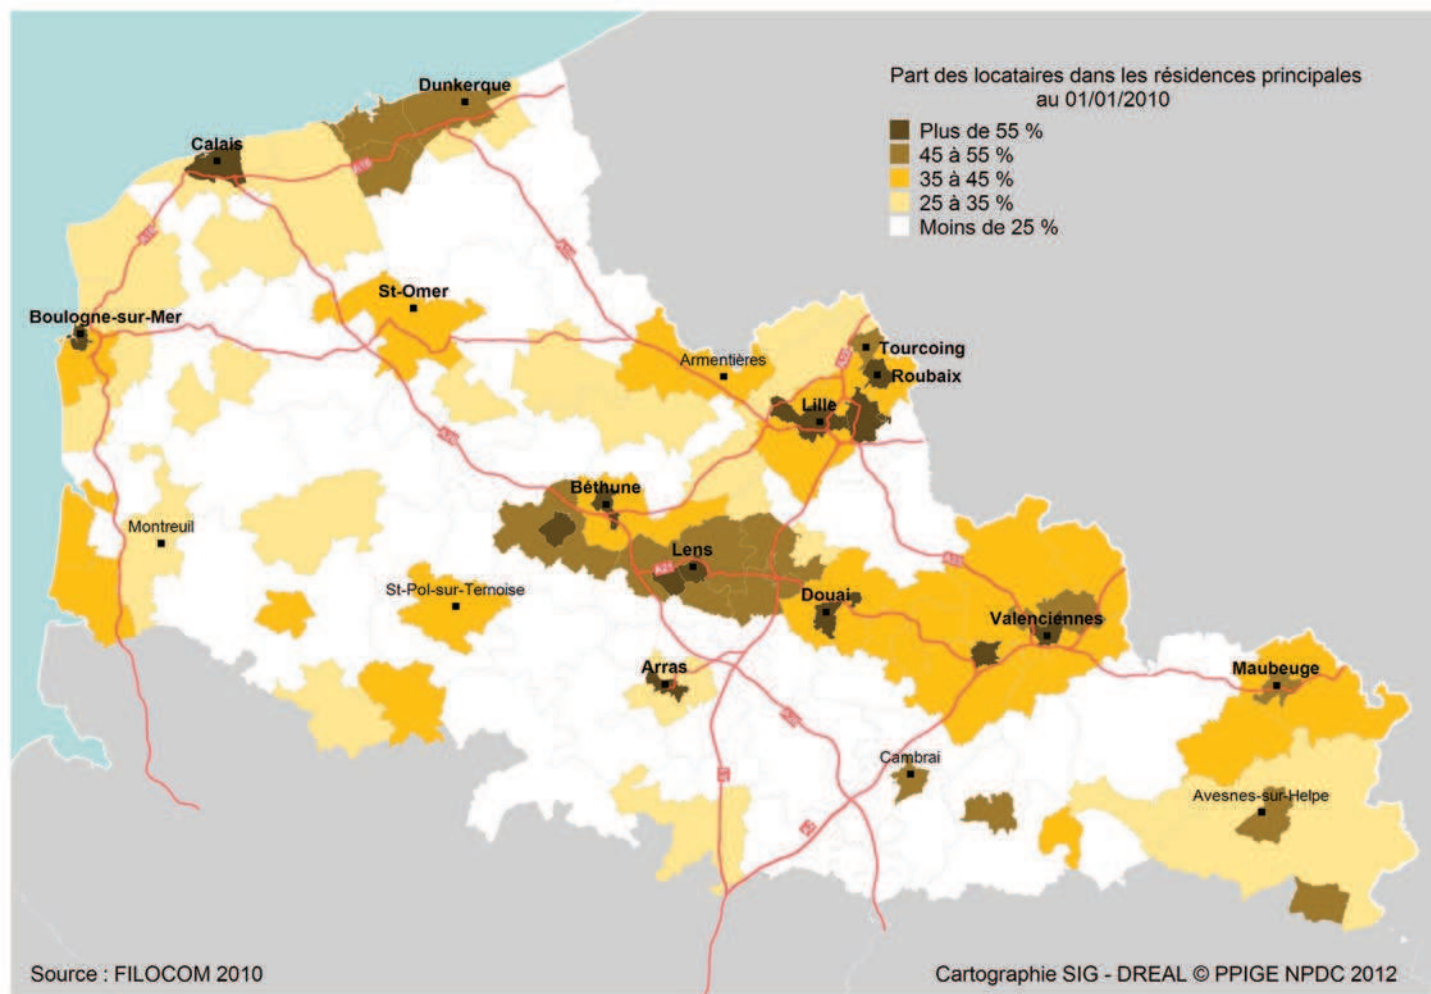 Part des locataires dans les résidences principales
au 01/01/2010
Plus de 55 %
45 à 55 %
35 à 45 %
25 à 35 %
Moins de 25 %
Dunkerque
Calais
A16
A16
St-Omer
Boulogne-sur-Mer
Armentières
Tourcoing
Roubaix
Lille
Béthune
Montreuil
Lens
A21
St-Pol-sur-Ternoise
Douai
Valenciennes
Arras
Maubeuge
Cambrai
Avesnes-sur-Helpe
Source : FILOCOM 2010
Cartographie SIG - DREAL © PPIGE NPDC 2012